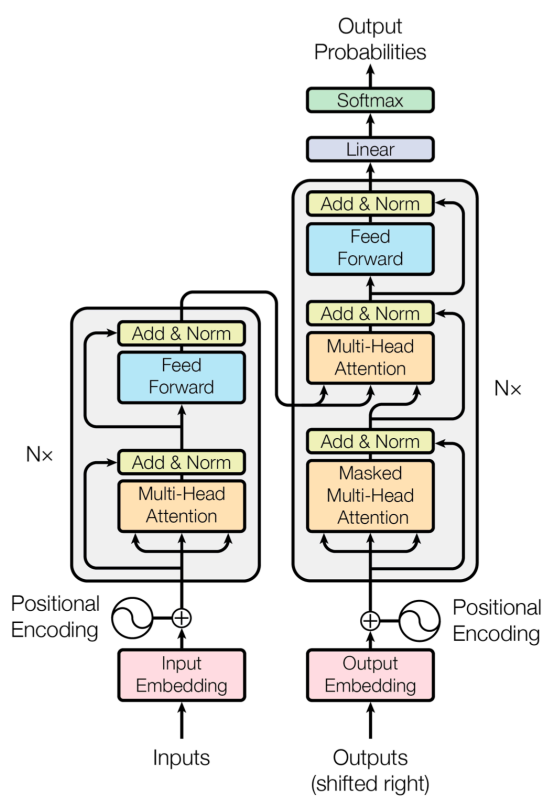 Output
Probabilities
Softmax
Linear
Add & Norm
Feed
Forward
Add & Norm
Multi-Head
Attention
Add & Norm
Masked
Multi-Head
Attention
N×
Add & Norm
Feed
Forward
Add & Norm
Multi-Head
Attention
N×
Positional
Encoding
Positional
Encoding
Input
Embedding
Output
Embedding
Inputs
Outputs
(shifted right)